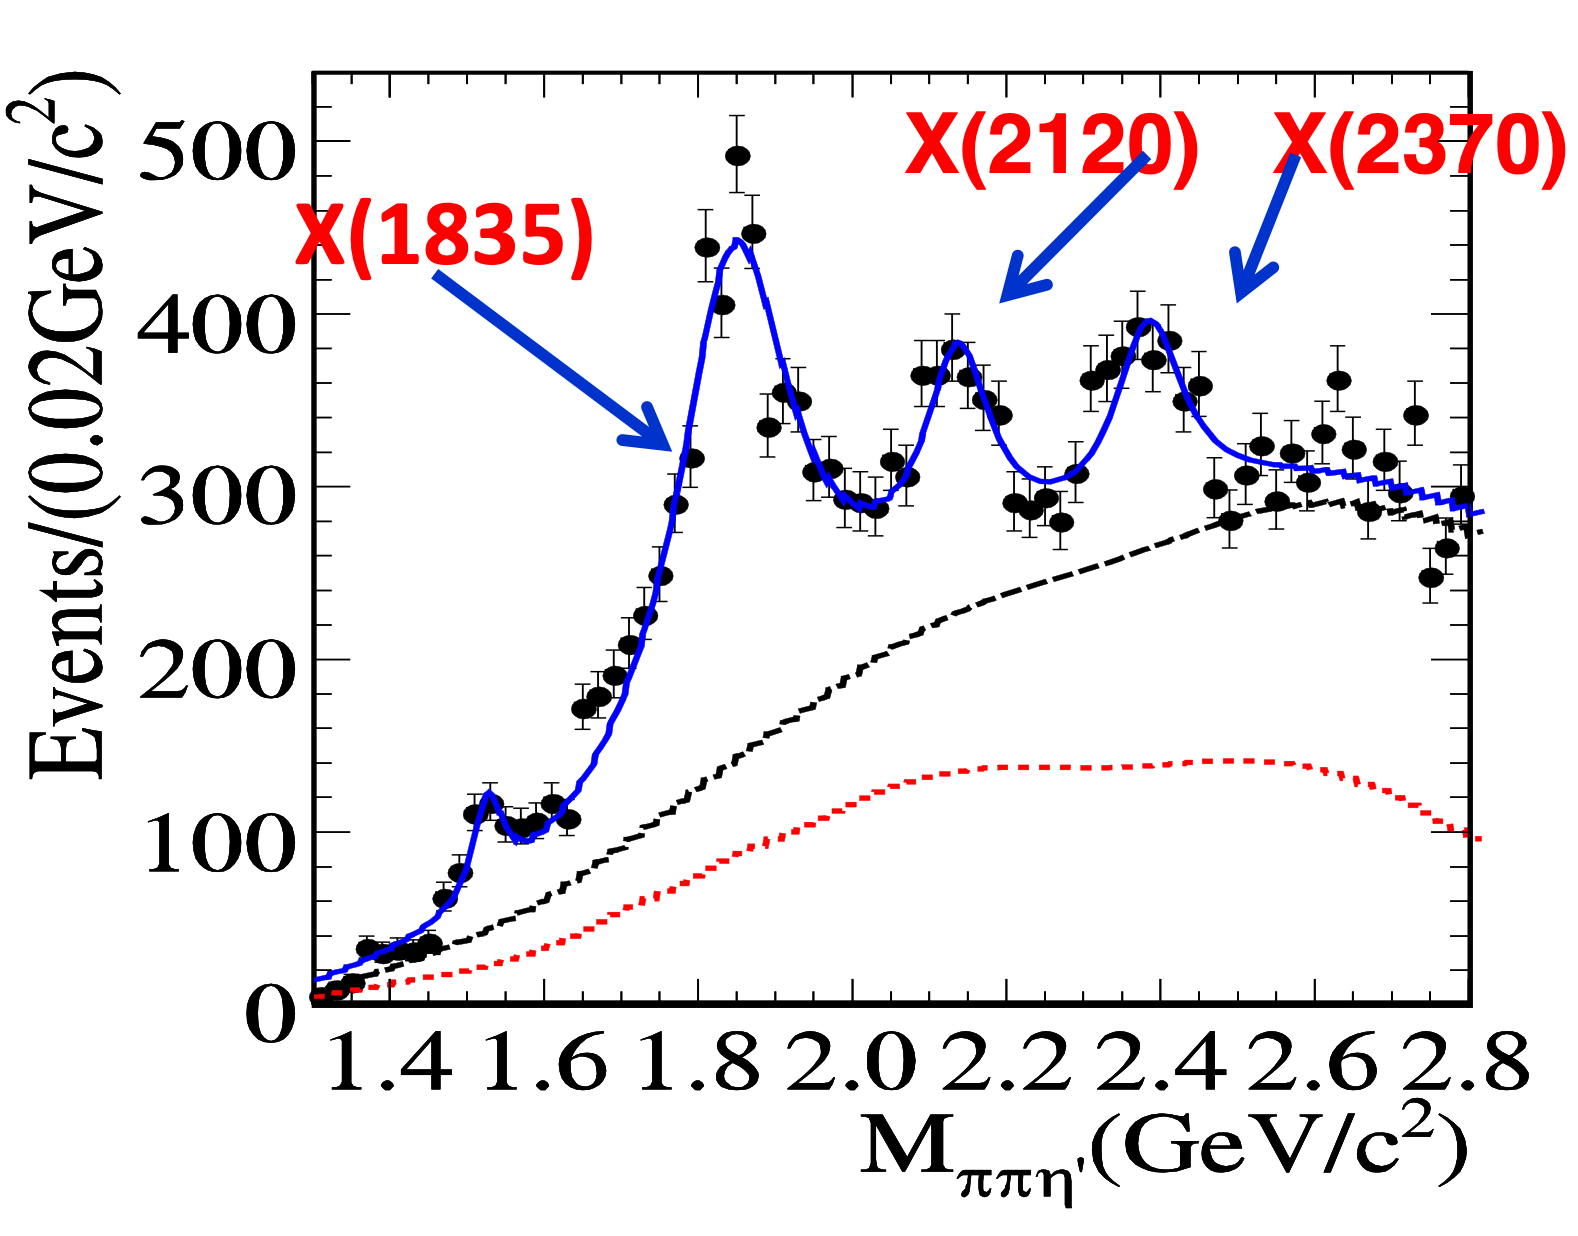 Events/(0.02GeV/c²)
500
400
300
200
100
0
X(1835)
X(2120)
X(2370)
1.4 1.6 1.8 2.0 2.2 2.4 2.6 2.8
Mππη'(GeV/c²)